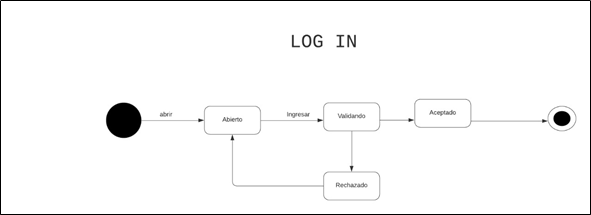 LOG IN
abrir
Abierto
Ingresar
Validando
Aceptado
Rechazado